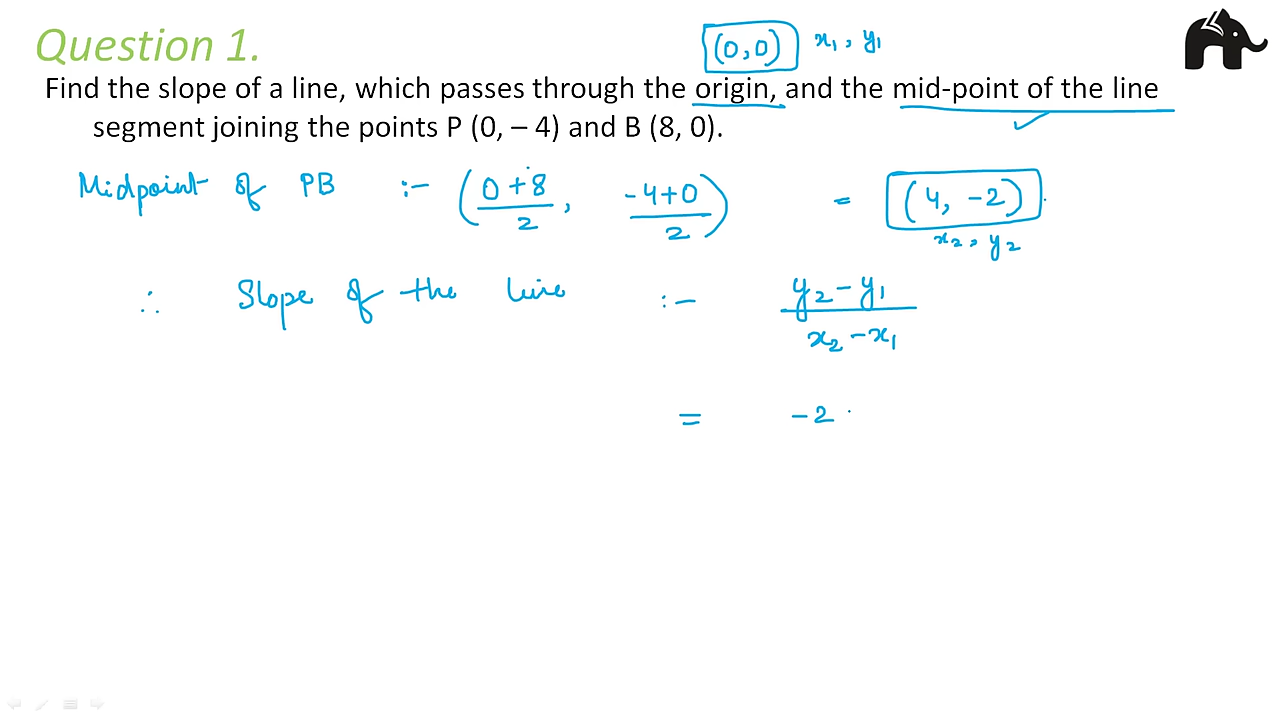 Question 1.
(0,0) x₁, y₁
Find the slope of a line, which passes through the origin, and the mid-point of the line
segment joining the points P (0, – 4) and B (8, 0).
Midpoint of PB :- ( (0+8)/2, (-4+0)/2 ) = (4, -2)
x₂, y₂
∴ Slope of the line :- (y₂-y₁)/(x₂-x₁)
= -2